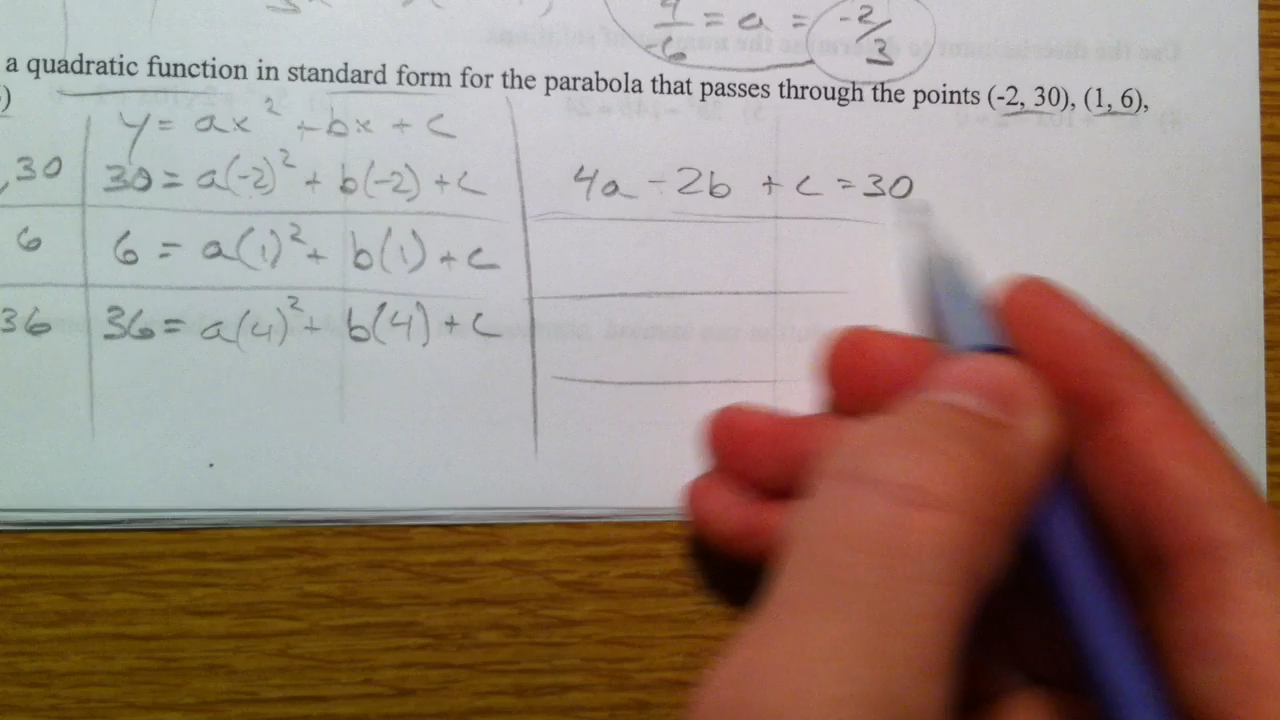 4/-6 = a = -2/3
a quadratic function in standard form for the parabola that passes through the points (-2, 30), (1, 6),
)
y = ax² + bx + c
, 30 30 = a(-2)² + b(-2) + c 4a - 2b + c = 30
6 6 = a(1)² + b(1) + c
36 36 = a(4)² + b(4) + c